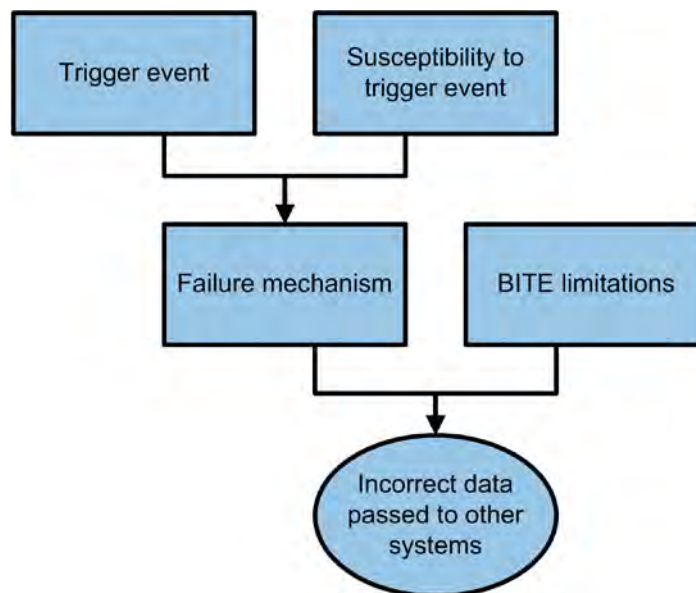 Trigger event
Susceptibility to
trigger event
Failure mechanism
BITE limitations
Incorrect data
passed to other
systems